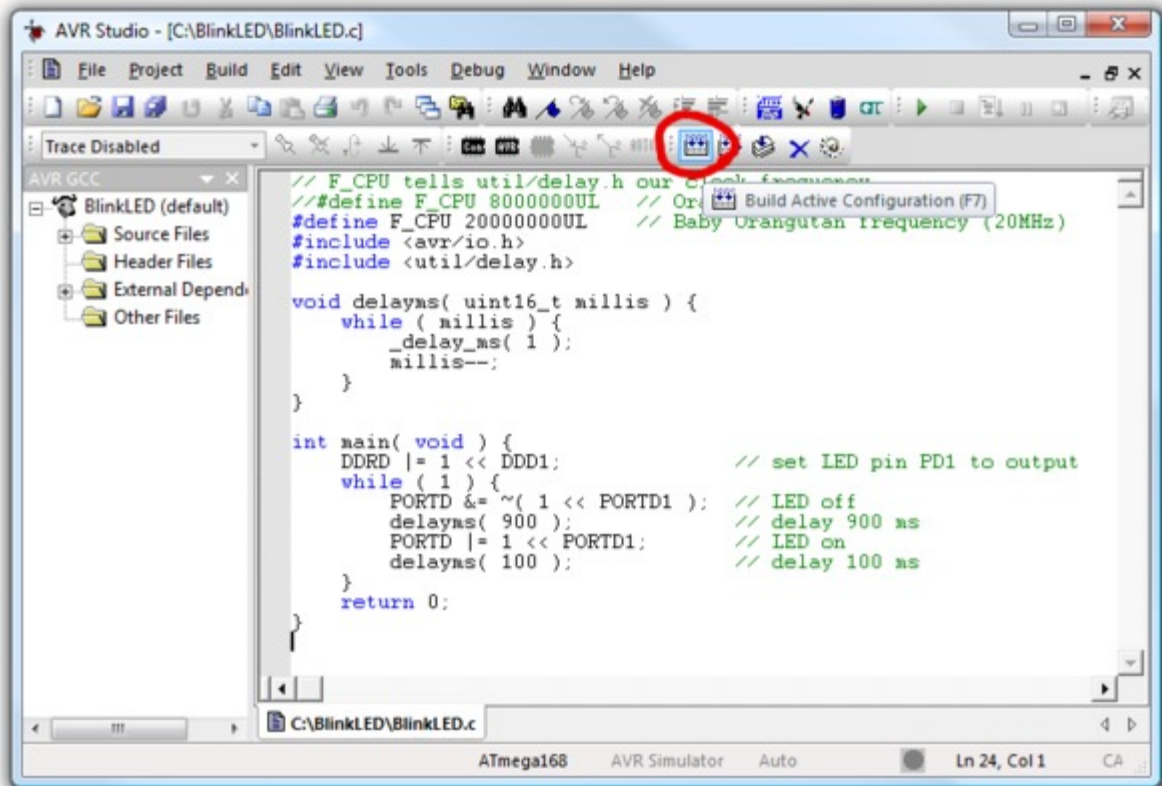 AVR Studio - [C:\BlinkLED\BlinkLED.c]
File Project Build Edit View Tools Debug Window Help
Trace Disabled
AVR GCC
BlinkLED (default)
Source Files
Header Files
External Depend
Other Files
// F_CPU tells util/delay.h our clock frequency
//#define F_CPU 8000000UL // Ora
Build Active Configuration (F7)
#define F_CPU 20000000UL // Baby Orangutan frequency (20MHz)
#include <avr/io.h>
#include <util/delay.h>
void delayms( uint16_t millis ) {
while ( millis ) {
_delay_ms( 1 );
millis--;
}
}
int main( void ) {
DDRD |= 1 << DDD1; // set LED pin PD1 to output
while ( 1 ) {
PORTD &= ~( 1 << PORTD1 ); // LED off
delayms( 900 ); // delay 900 ms
PORTD |= 1 << PORTD1; // LED on
delayms( 100 ); // delay 100 ms
}
return 0;
}
C:\BlinkLED\BlinkLED.c
ATmega168 AVR Simulator Auto Ln 24, Col 1 CA